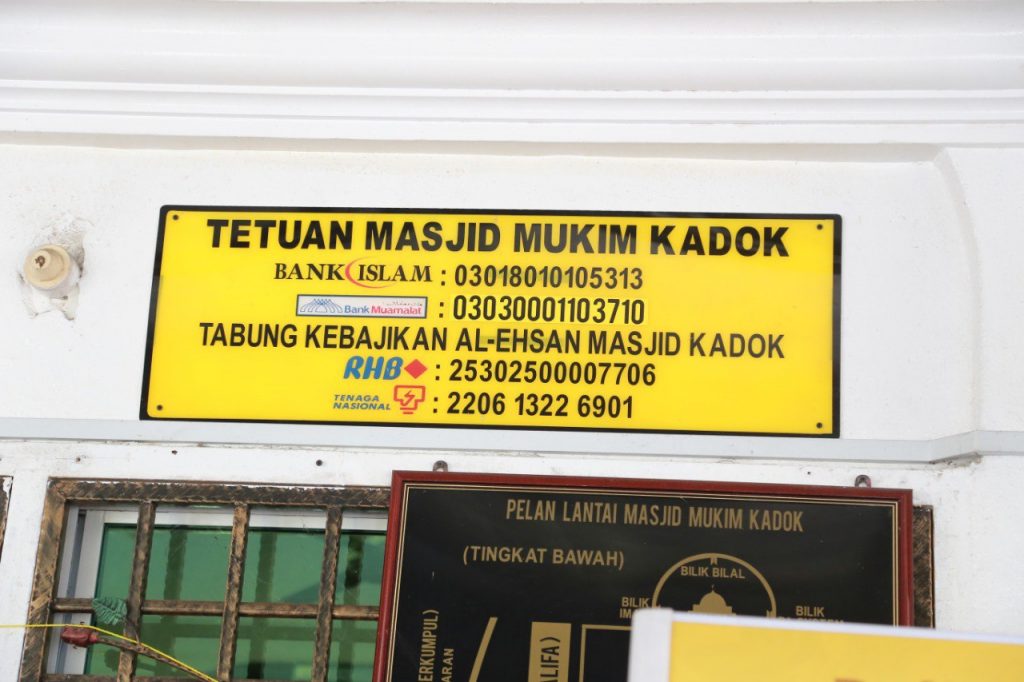 TETUAN MASJID MUKIM KADOK
BANK ISLAM : 03018010105313
Bank Muamalat : 03030001103710
TABUNG KEBAJIKAN AL-EHSAN MASJID KADOK
RHB : 25302500007706
TENAGA NASIONAL : 2206 1322 6901
PELAN LANTAI MASJID MUKIM KADOK
(TINGKAT BAWAH)
BILIK BILAL
BILIK
BILIK